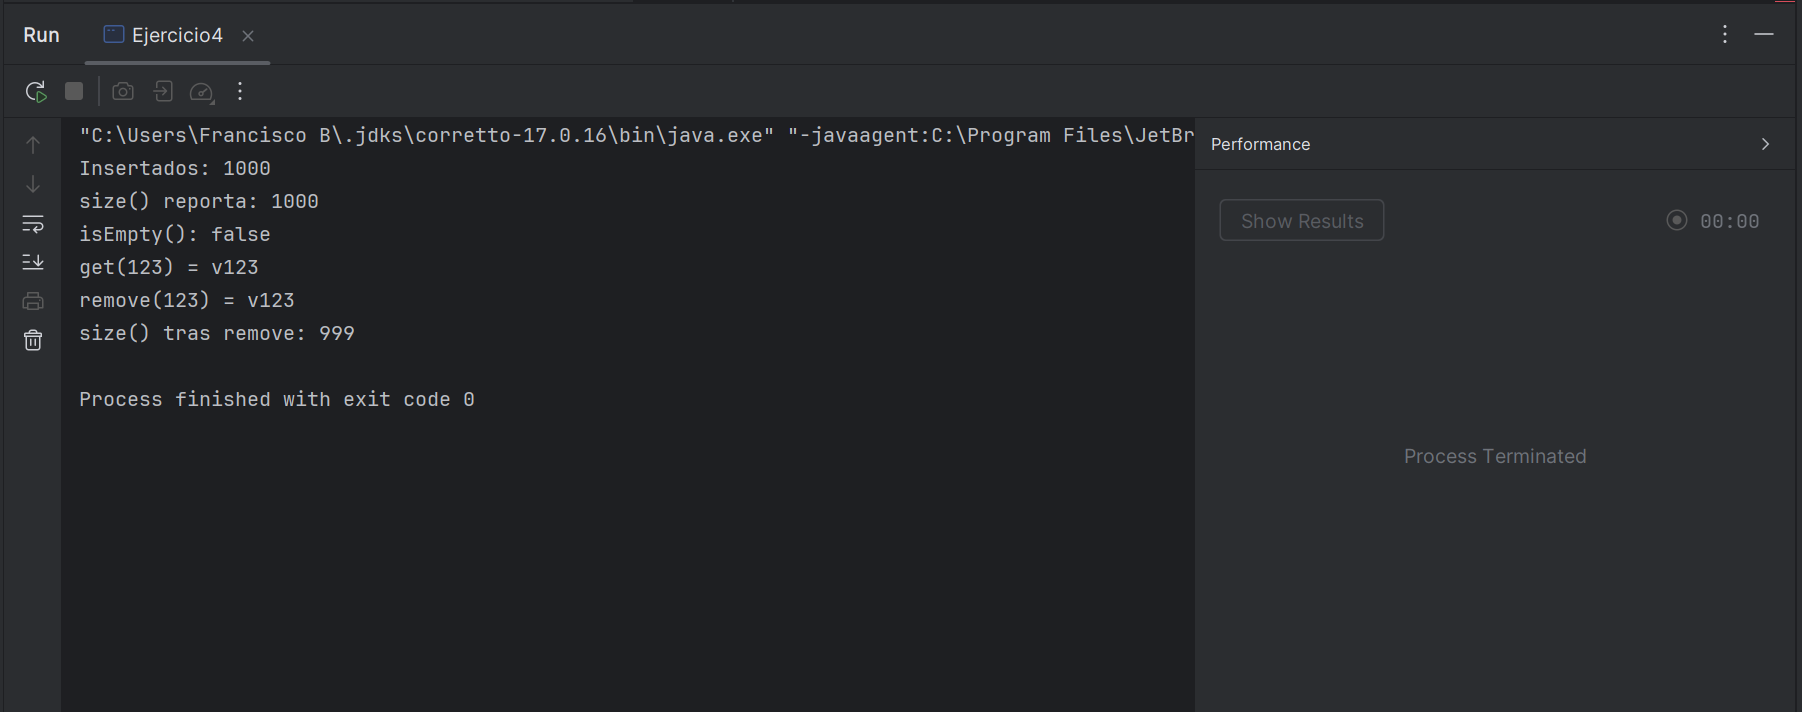 Run
Ejercicio4
"C:\Users\Francisco B\.jdks\corretto-17.0.16\bin\java.exe" "-javaagent:C:\Program Files\JetBr
Insertados: 1000
size() reporta: 1000
isEmpty(): false
get(123) = v123
remove(123) = v123
size() tras remove: 999
Process finished with exit code 0
Performance
Show Results
00:00
Process Terminated